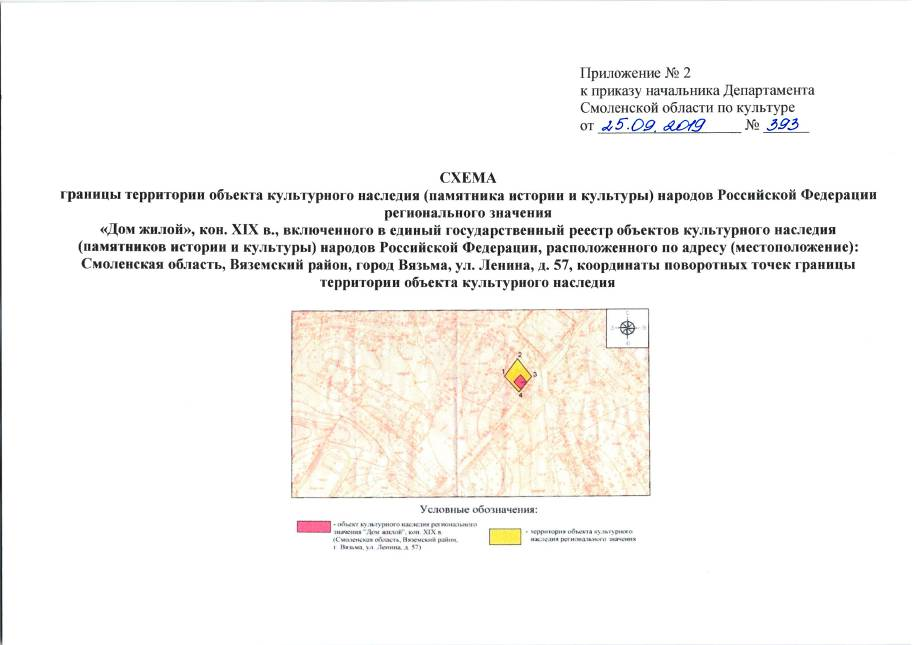 Приложение № 2
к приказу начальника Департамента
Смоленской области по культуре
от 25.09.2019 № 393
СХЕМА
границы территории объекта культурного наследия (памятника истории и культуры) народов Российской Федерации
регионального значения
«Дом жилой», кон. XIX в., включенного в единый государственный реестр объектов культурного наследия
(памятников истории и культуры) народов Российской Федерации, расположенного по адресу (местоположение):
Смоленская область, Вяземский район, город Вязьма, ул. Ленина, д. 57, координаты поворотных точек границы
территории объекта культурного наследия
С
2
1
3
4
Условные обозначения:
- объект культурного наследия регионального
значения "Дом жилой", кон. XIX в
(Смоленская область, Вяземский район,
г. Вязьма, ул. Ленина, д. 57)
- территория объекта культурного
наследия регионального значения